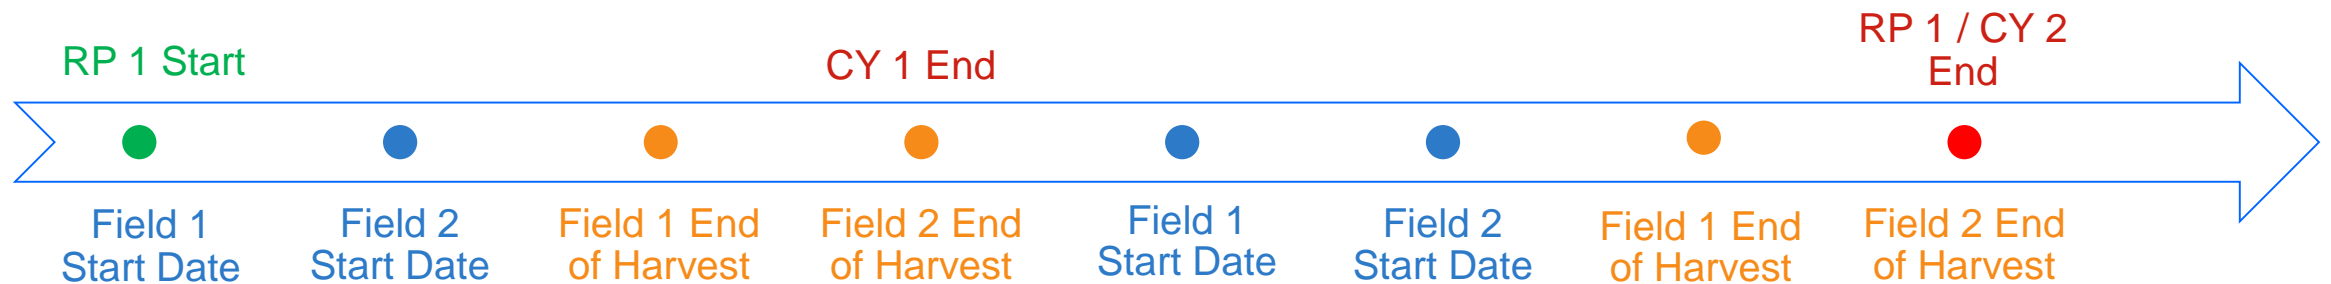 RP 1 Start
CY 1 End
RP 1 / CY 2
End
Field 1
Start Date
Field 2
Start Date
Field 1 End
of Harvest
Field 2 End
of Harvest
Field 1
Start Date
Field 2
Start Date
Field 1 End
of Harvest
Field 2 End
of Harvest